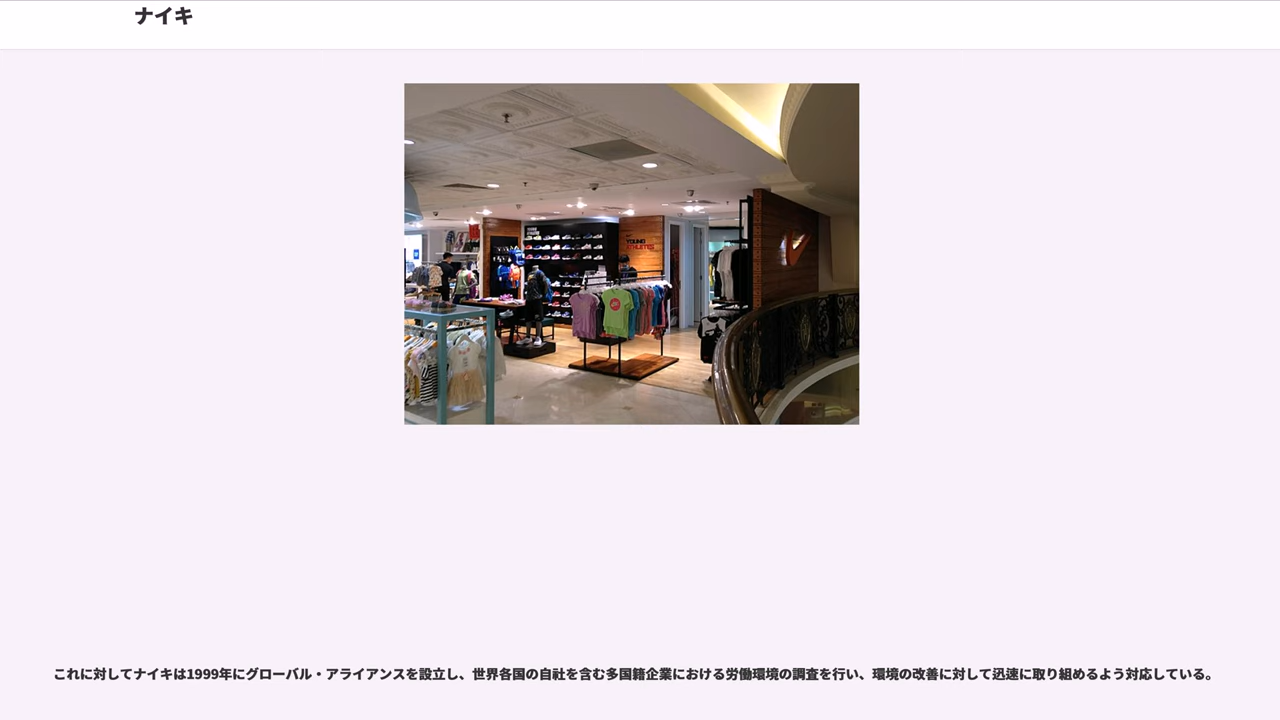 ナイキ
YOUNG
ATHLETES
これに対してナイキは1999年にグローバル・アライアンスを設立し、世界各国の自社を含む多国籍企業における労働環境の調査を行い、環境の改善に対して迅速に取り組めるよう対応している。